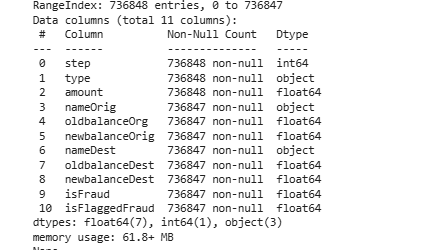 RangeIndex: 736848 entries, 0 to 736847
Data columns (total 11 columns):
#   Column          Non-Null Count   Dtype
---  ------          --------------   -----
0   step            736848 non-null  int64
1   type            736848 non-null  object
2   amount          736848 non-null  float64
3   nameOrig        736847 non-null  object
4   oldbalanceOrg   736847 non-null  float64
5   newbalanceOrig  736847 non-null  float64
6   nameDest        736847 non-null  object
7   oldbalanceDest  736847 non-null  float64
8   newbalanceDest  736847 non-null  float64
9   isFraud         736847 non-null  float64
10  isFlaggedFraud  736847 non-null  float64
dtypes: float64(7), int64(1), object(3)
memory usage: 61.8+ MB
None